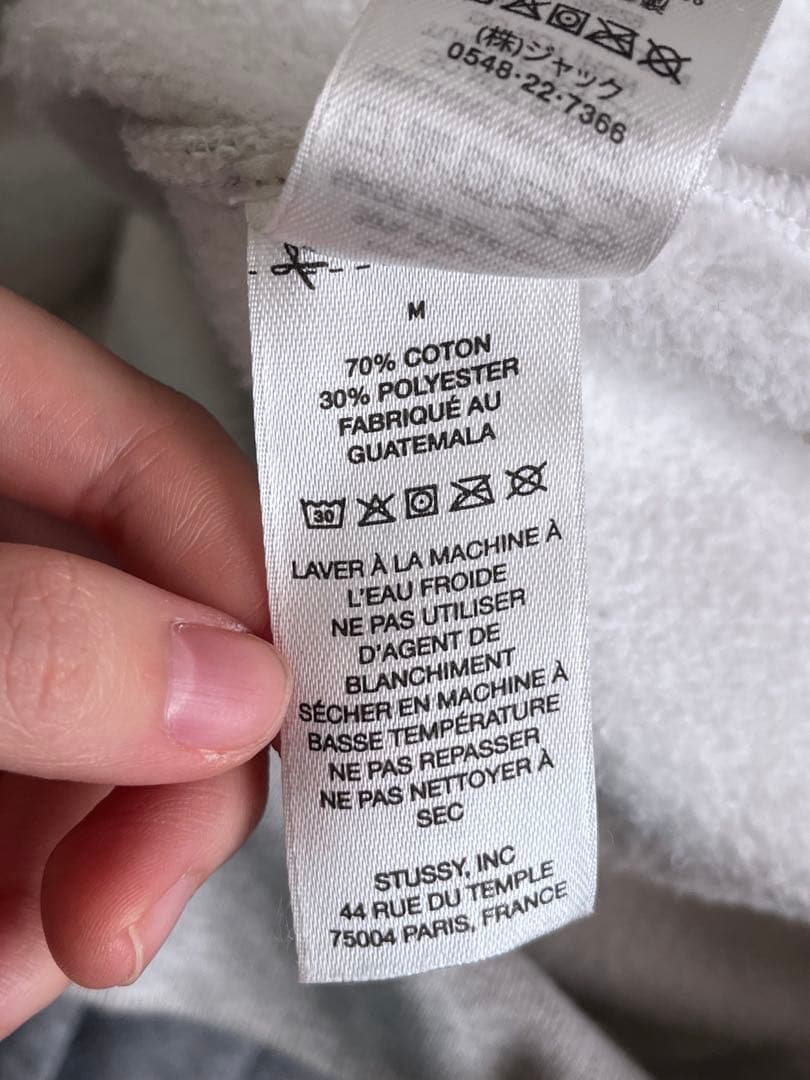 (株)ジャック
0548・22・7366
M
70% COTON
30% POLYESTER
FABRIQUÉ AU
GUATEMALA
30
LAVER À LA MACHINE À
L'EAU FROIDE
NE PAS UTILISER
D'AGENT DE
BLANCHIMENT
SÉCHER EN MACHINE À
BASSE TEMPÉRATURE
NE PAS REPASSER
NE PAS NETTOYER À
SEC
STUSSY, INC
44 RUE DU TEMPLE
75004 PARIS, FRANCE